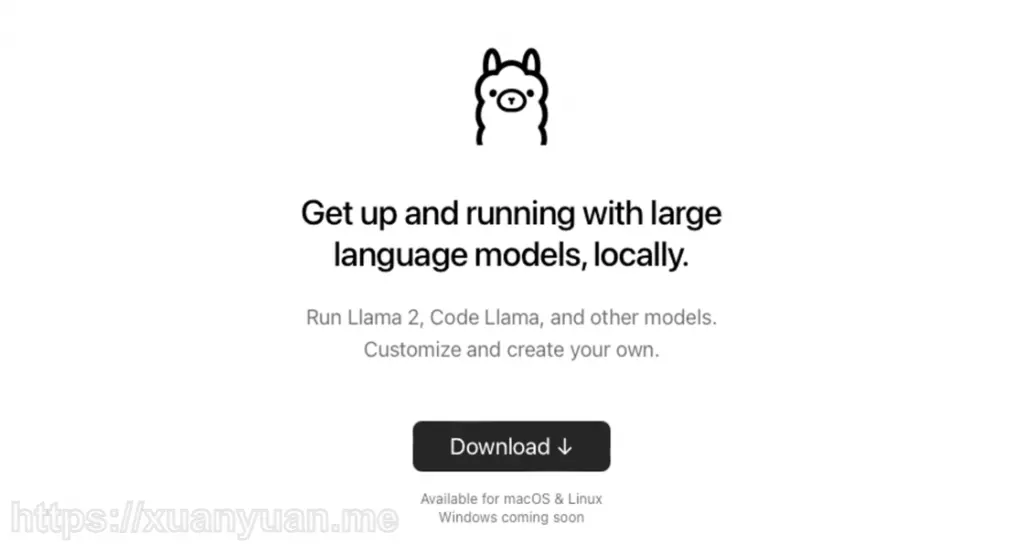 Get up and running with large
language models, locally.
Run Llama 2, Code Llama, and other models.
Customize and create your own.
Download ↓
Available for macOS & Linux
Windows coming soon
https://xuanyuan.me